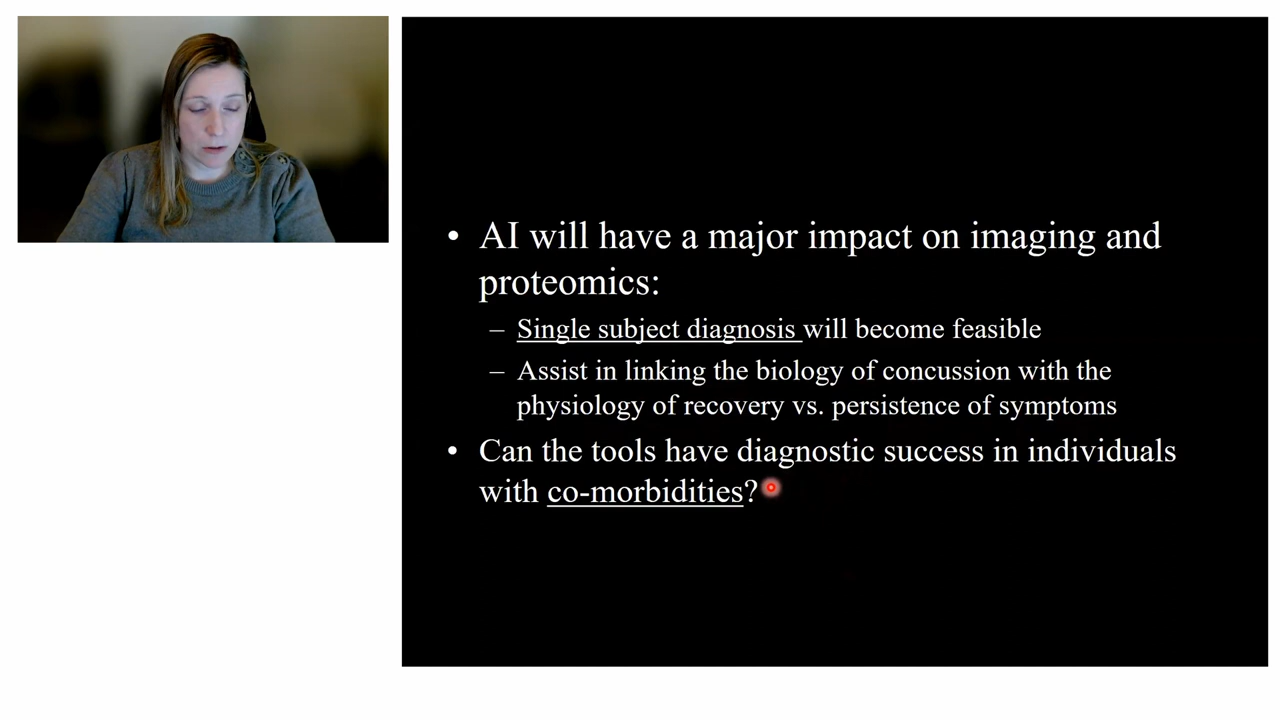 • AI will have a major impact on imaging and
proteomics:
– Single subject diagnosis will become feasible
– Assist in linking the biology of concussion with the
physiology of recovery vs. persistence of symptoms
• Can the tools have diagnostic success in individuals
with co-morbidities?